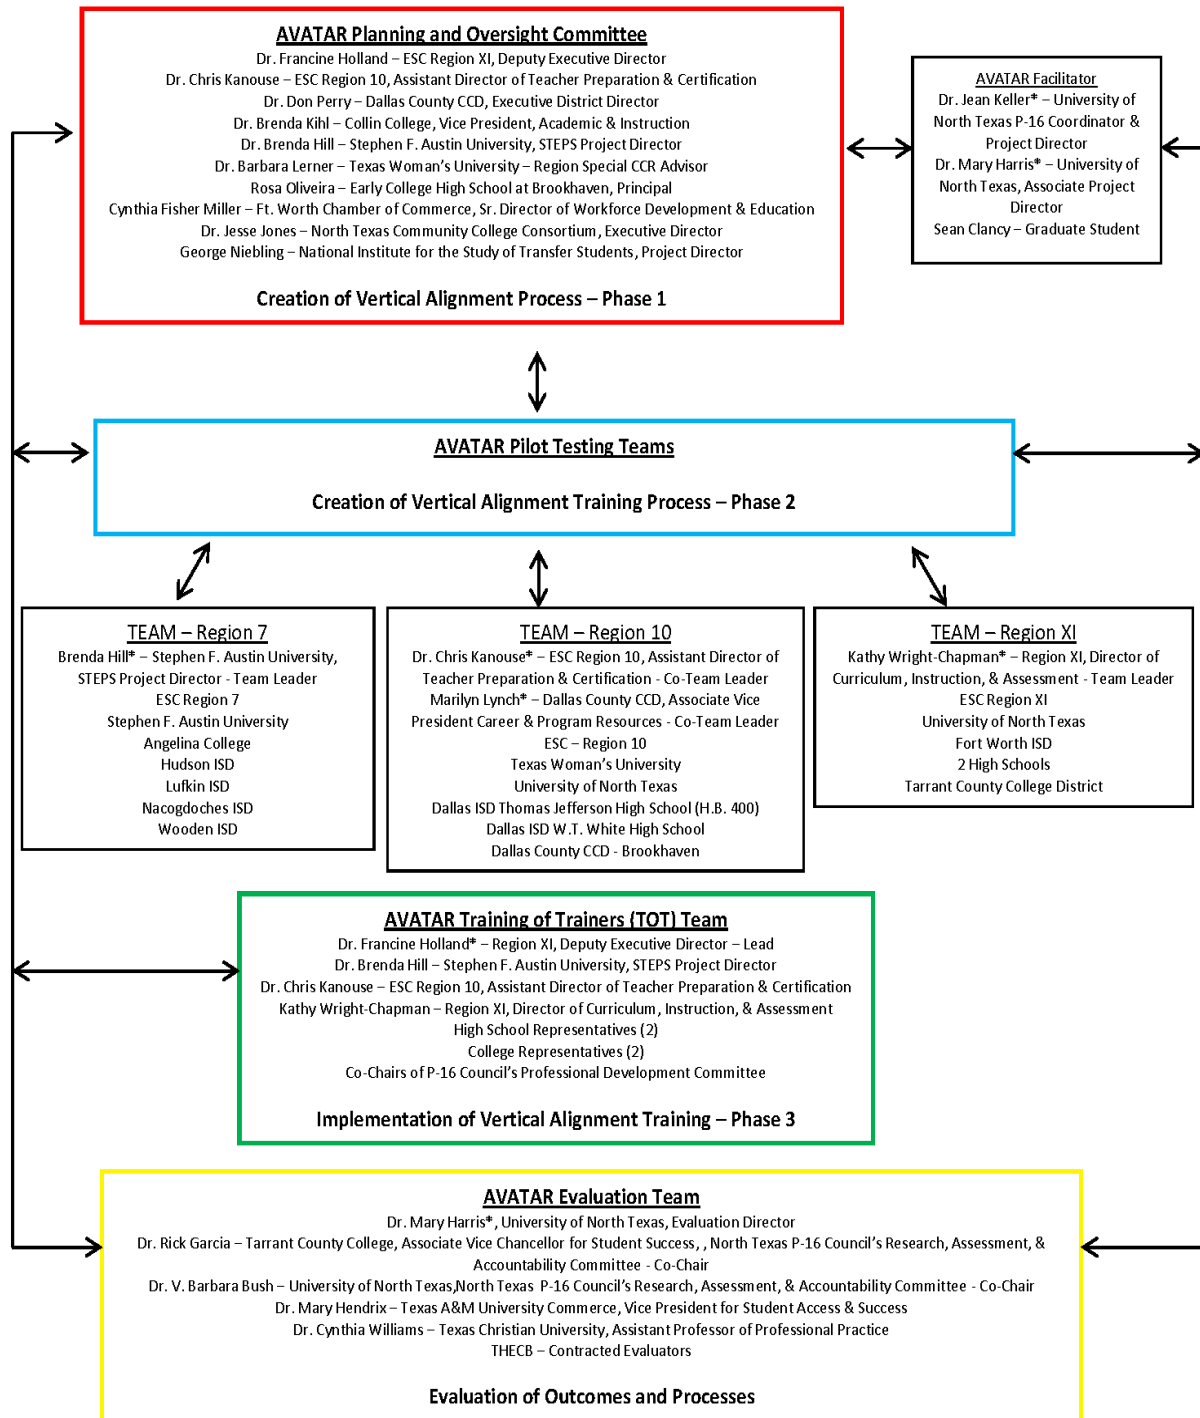 AVATAR Planning and Oversight Committee
Dr. Francine Holland – ESC Region XI, Deputy Executive Director
Dr. Chris Kanouse – ESC Region 10, Assistant Director of Teacher Preparation & Certification
Dr. Don Perry – Dallas County CCD, Executive District Director
Dr. Brenda Kihl – Collin College, Vice President, Academic & Instruction
Dr. Brenda Hill – Stephen F. Austin University, STEPS Project Director
Dr. Barbara Lerner – Texas Woman's University – Region Special CCR Advisor
Rosa Oliveira – Early College High School at Brookhaven, Principal
Cynthia Fisher Miller – Ft. Worth Chamber of Commerce, Sr. Director of Workforce Development & Education
Dr. Jesse Jones – North Texas Community College Consortium, Executive Director
George Niebling – National Institute for the Study of Transfer Students, Project Director
Creation of Vertical Alignment Process – Phase 1
AVATAR Facilitator
Dr. Jean Keller* – University of
North Texas P-16 Coordinator &
Project Director
Dr. Mary Harris* – University of
North Texas, Associate Project
Director
Sean Clancy – Graduate Student
AVATAR Pilot Testing Teams
Creation of Vertical Alignment Training Process – Phase 2
TEAM – Region 7
Brenda Hill* – Stephen F. Austin University,
STEPS Project Director - Team Leader
ESC Region 7
Stephen F. Austin University
Angelina College
Hudson ISD
Lufkin ISD
Nacogdoches ISD
Wooden ISD
TEAM – Region 10
Dr. Chris Kanouse* – ESC Region 10, Assistant Director of
Teacher Preparation & Certification - Co-Team Leader
Marilyn Lynch* – Dallas County CCD, Associate Vice
President Career & Program Resources - Co-Team Leader
ESC – Region 10
Texas Woman's University
University of North Texas
Dallas ISD Thomas Jefferson High School (H.B. 400)
Dallas ISD W.T. White High School
Dallas County CCD - Brookhaven
TEAM – Region XI
Kathy Wright-Chapman* – Region XI, Director of
Curriculum, Instruction, & Assessment - Team Leader
ESC Region XI
University of North Texas
Fort Worth ISD
2 High Schools
Tarrant County College District
AVATAR Training of Trainers (TOT) Team
Dr. Francine Holland* – Region XI, Deputy Executive Director – Lead
Dr. Brenda Hill – Stephen F. Austin University, STEPS Project Director
Dr. Chris Kanouse – ESC Region 10, Assistant Director of Teacher Preparation & Certification
Kathy Wright-Chapman – Region XI, Director of Curriculum, Instruction, & Assessment
High School Representatives (2)
College Representatives (2)
Co-Chairs of P-16 Council's Professional Development Committee
Implementation of Vertical Alignment Training – Phase 3
AVATAR Evaluation Team
Dr. Mary Harris*, University of North Texas, Evaluation Director
Dr. Rick Garcia – Tarrant County College, Associate Vice Chancellor for Student Success, , North Texas P-16 Council's Research, Assessment, &
Accountability Committee - Co-Chair
Dr. V. Barbara Bush – University of North Texas,North Texas P-16 Council's Research, Assessment, & Accountability Committee - Co-Chair
Dr. Mary Hendrix – Texas A&M University Commerce, Vice President for Student Access & Success
Dr. Cynthia Williams – Texas Christian University, Assistant Professor of Professional Practice
THECB – Contracted Evaluators
Evaluation of Outcomes and Processes